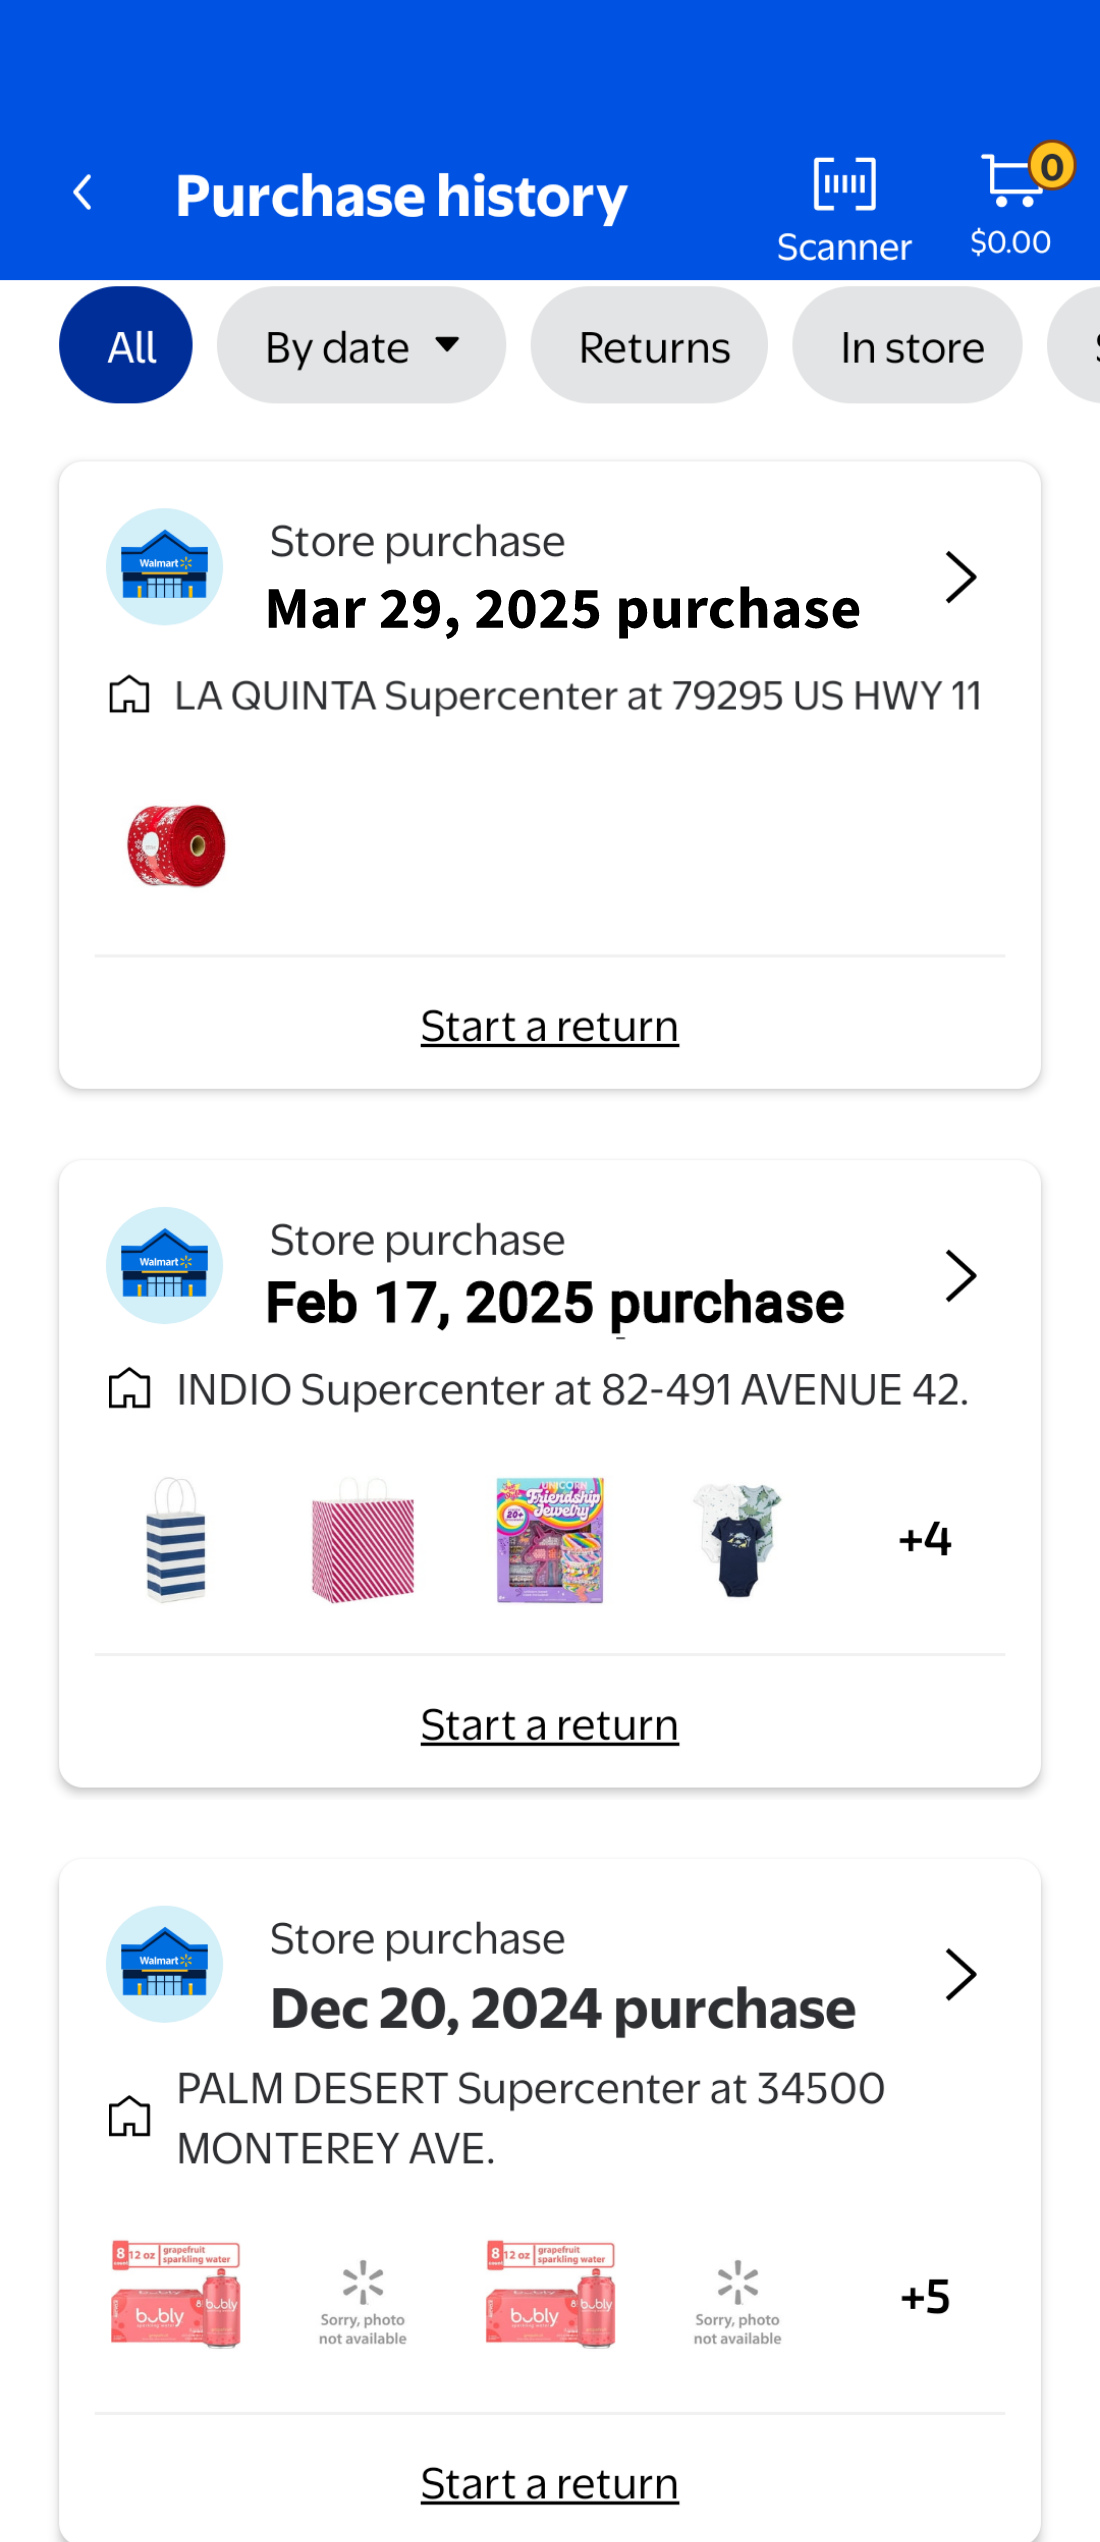 Purchase history
Scanner
0
$0.00
All
By date
Returns
In store
Walmart
Store purchase
Mar 29, 2025 purchase
LA QUINTA Supercenter at 79295 US HWY 11
Start a return
Walmart
Store purchase
Feb 17, 2025 purchase
INDIO Supercenter at 82-491 AVENUE 42.
UNICORN
Friendship
Jewelry
20+
+4
Start a return
Walmart
Store purchase
Dec 20, 2024 purchase
PALM DESERT Supercenter at 34500
MONTEREY AVE.
8 12 oz grapefruit
sparkling water
bubly
bubly
Sorry, photo
not available
8 12 oz grapefruit
sparkling water
bubly
bubly
Sorry, photo
not available
+5
Start a return